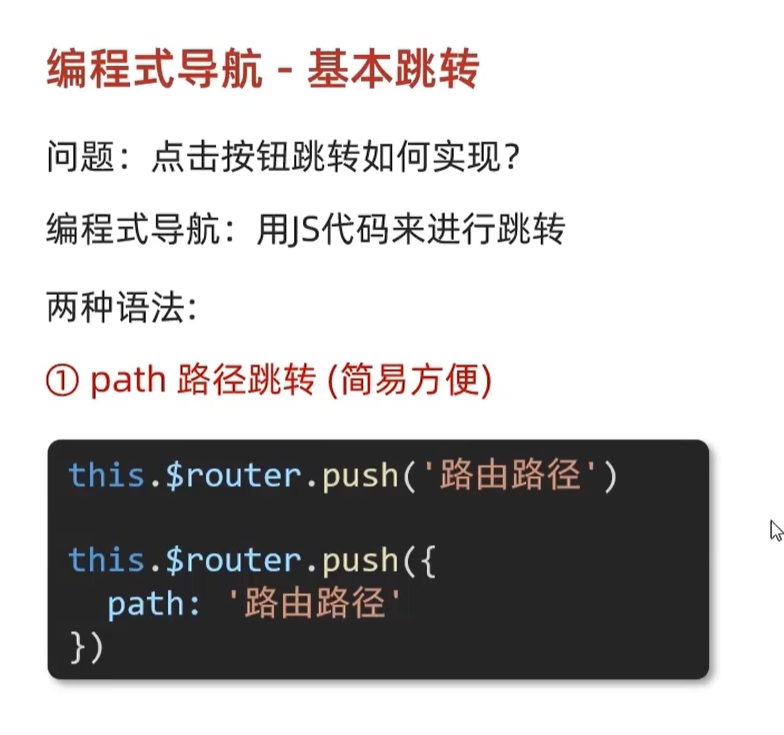 编程式导航 - 基本跳转
问题：点击按钮跳转如何实现？
编程式导航：用JS代码来进行跳转
两种语法：
① path 路径跳转 (简易方便)
this.$router.push('路由路径')
this.$router.push({
  path: '路由路径'
})